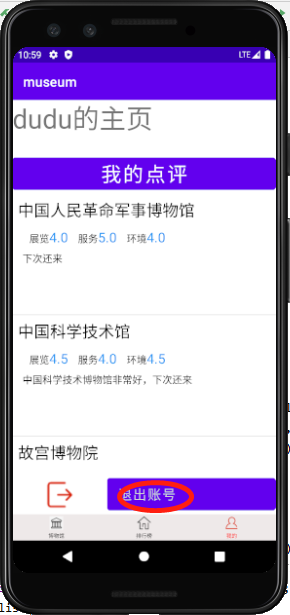 10:59 LTE
museum
dudu的主页
我的点评
中国人民革命军事博物馆
展览4.0 服务5.0 环境4.0
下次还来
中国科学技术馆
展览4.5 服务4.0 环境4.5
中国科学技术博物馆非常好，下次还来
故宫博物院
退出账号
博物馆 排行榜 我的